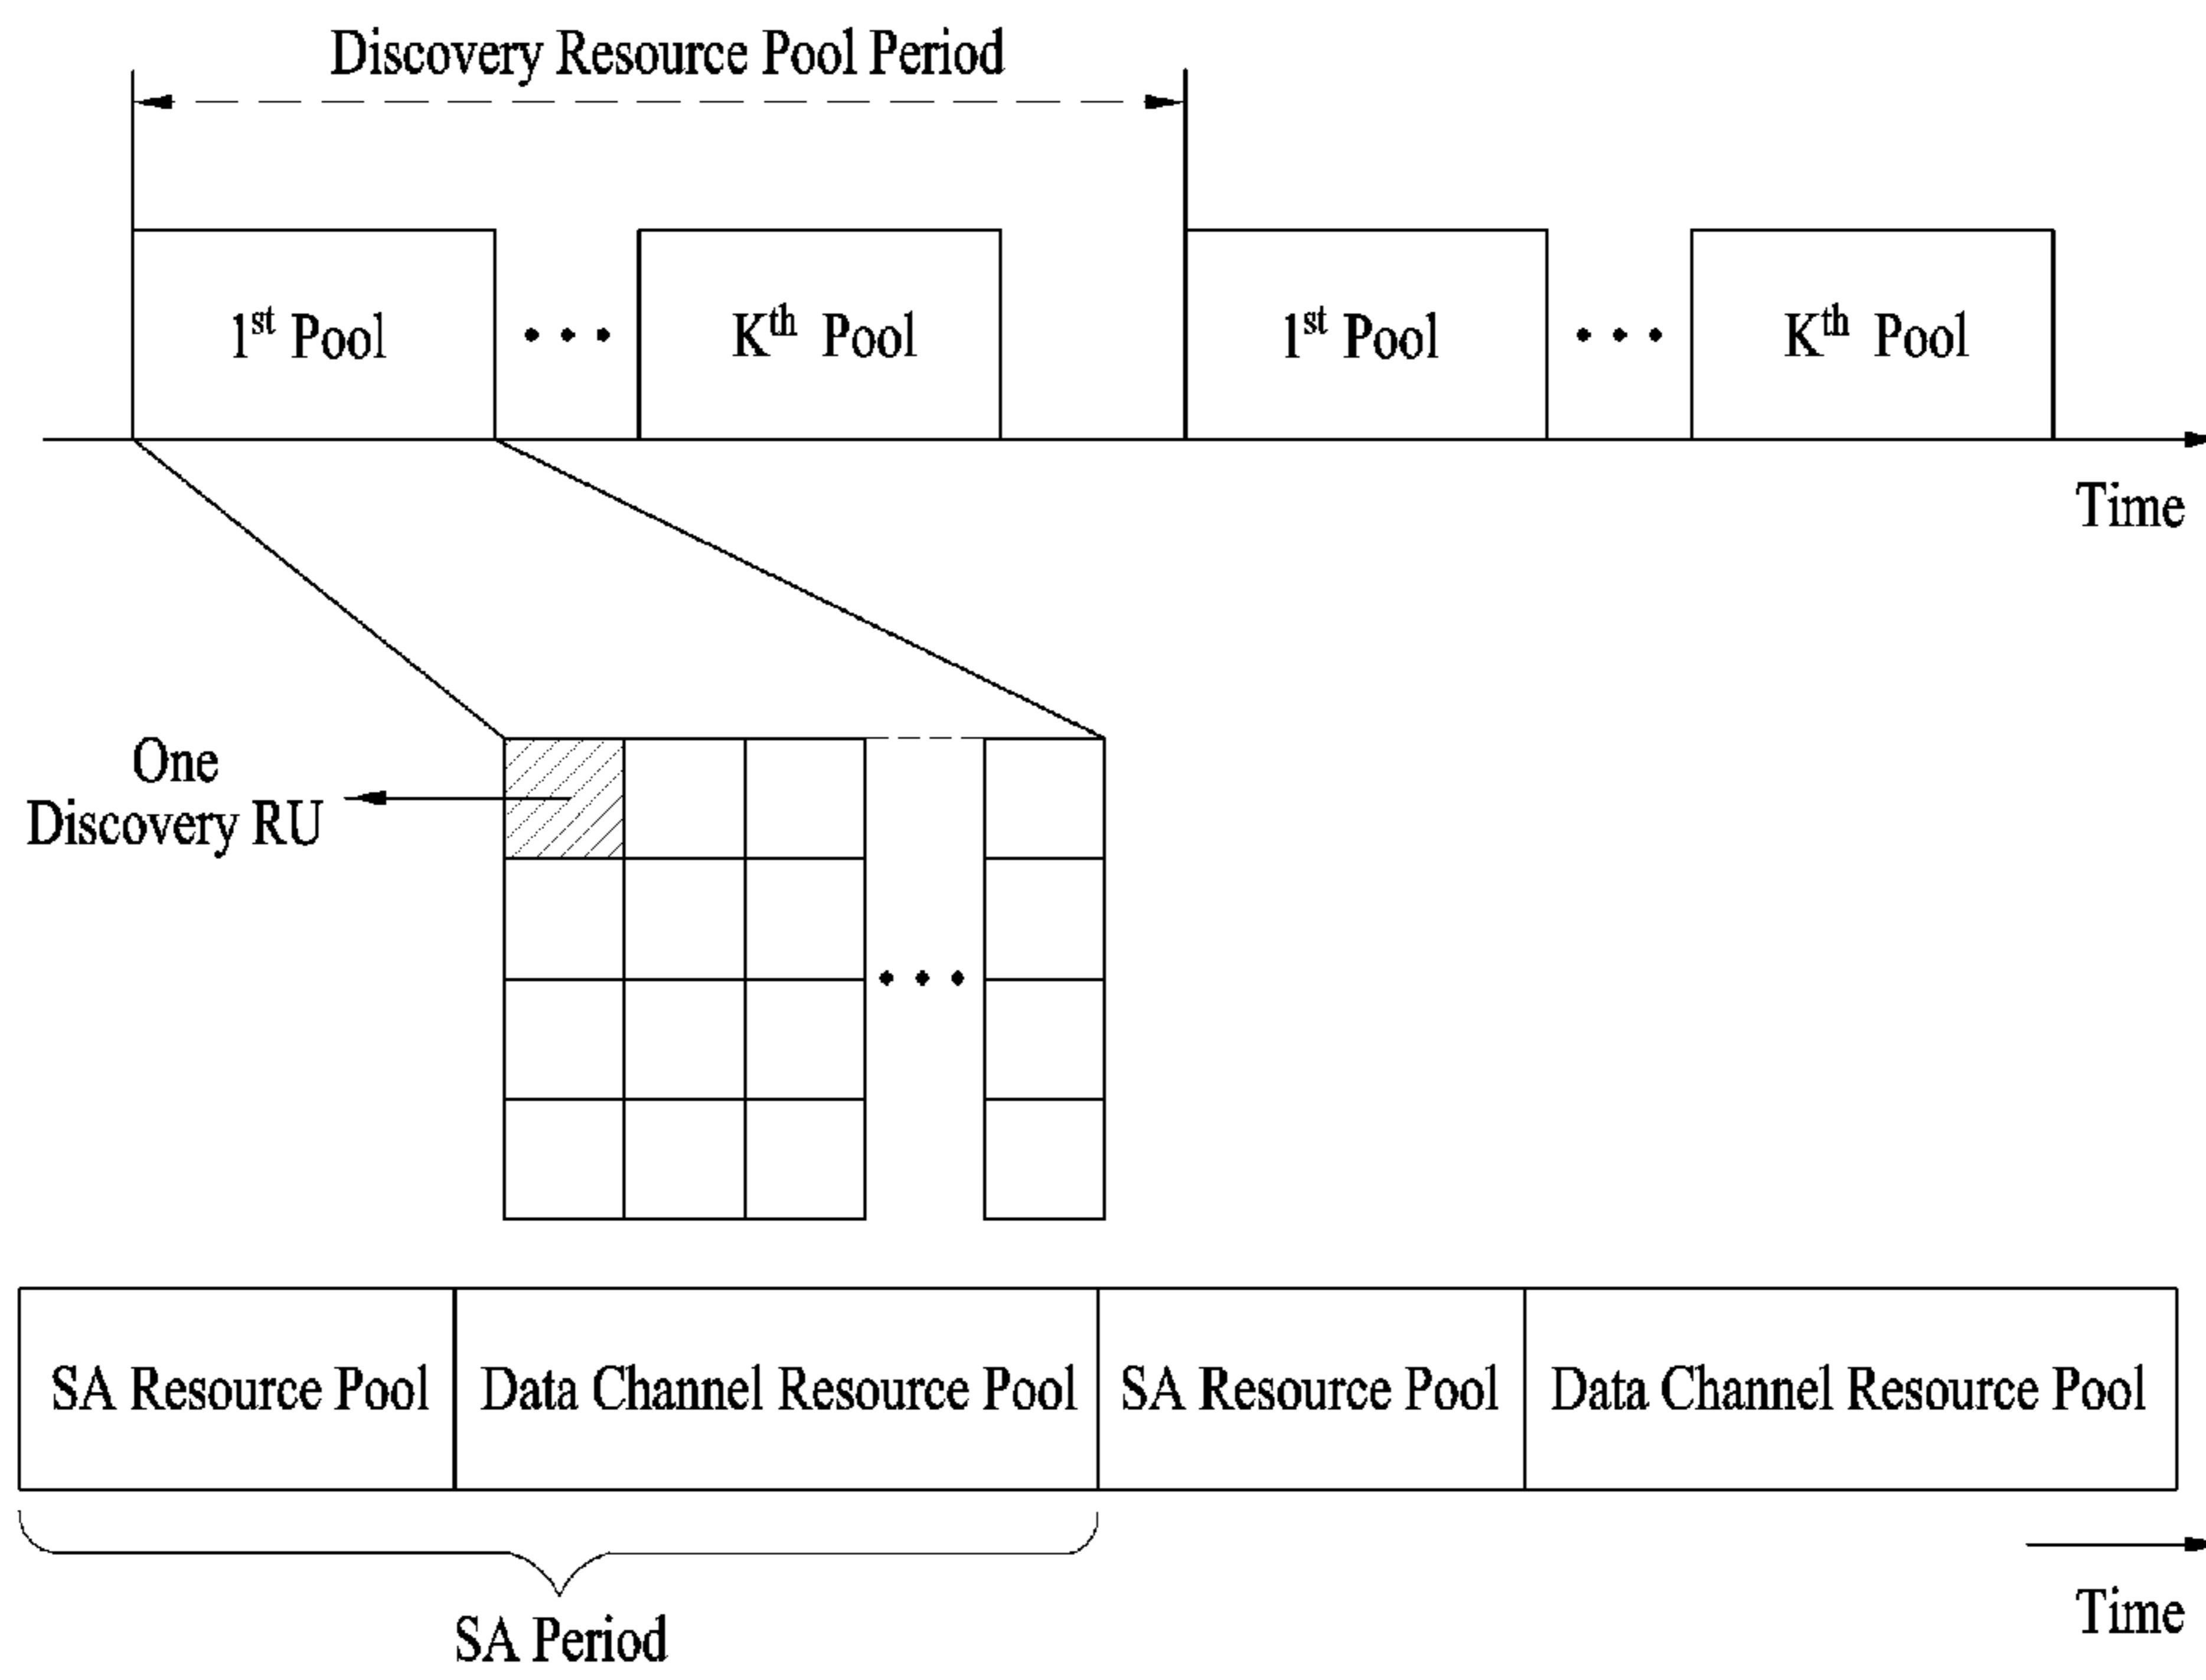 Discovery Resource Pool Period
1st Pool
• • •
Kth Pool
1st Pool
• • •
Kth Pool
Time
One
Discovery RU
• • •
SA Resource Pool
Data Channel Resource Pool
SA Resource Pool
Data Channel Resource Pool
SA Period
Time